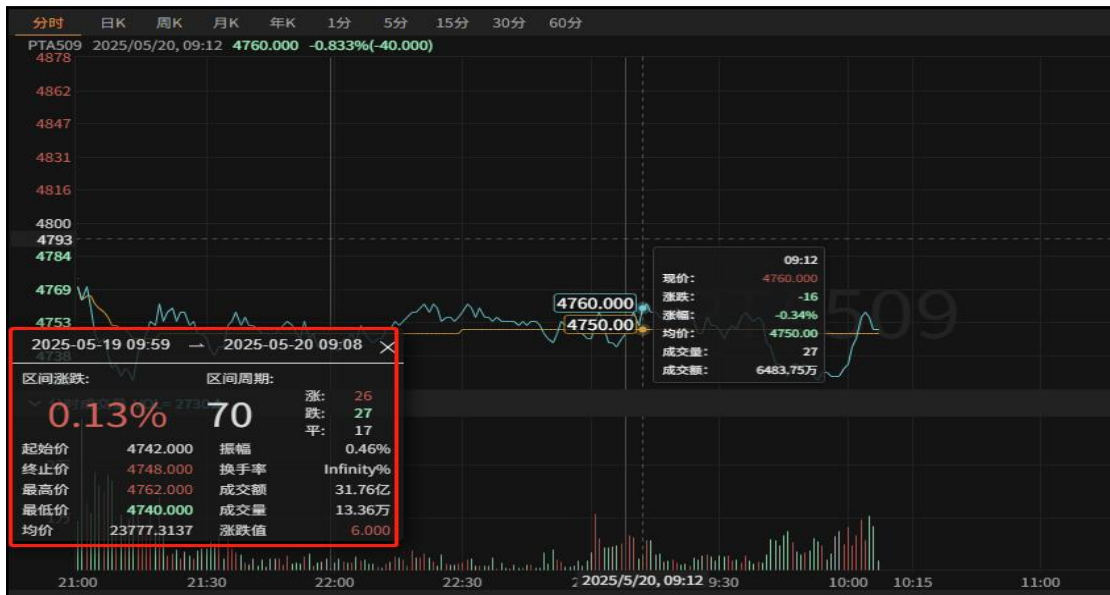 分时 日K 周K 月K 年K 1分 5分 15分 30分 60分
PTA509 2025/05/20, 09:12 4760.000 -0.833%(-40.000)
4878
4862
4847
4831
4816
4800
4793
4784
4769
4753
4738
509
4760.000
4750.00
09:12
现价: 4760.000
涨跌: -16
涨幅: -0.34%
均价: 4750.00
成交量: 27
成交额: 6483.75万
2025-05-19 09:59 → 2025-05-20 09:08
区间涨跌: 区间周期:
0.13% 70
涨: 26
跌: 27
平: 17
起始价 4742.000 振幅 0.46%
终止价 4748.000 换手率 Infinity%
最高价 4762.000 成交额 31.76亿
最低价 4740.000 成交量 13.36万
均价 23777.3137 涨跌值 6.000
21:00 21:30 22:00 22:30 2025/5/20, 09:12 9:30 10:00 10:15 11:00